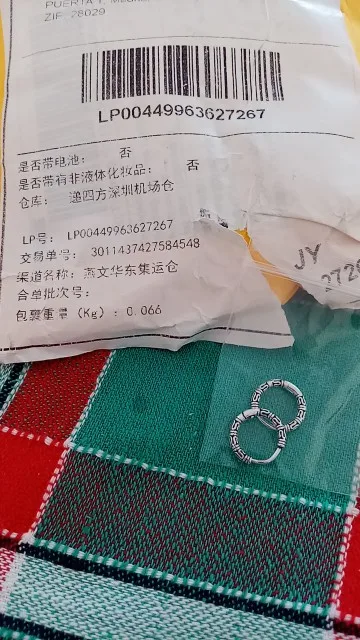 PUERTA 1,
ZIP: 28029
LP00449963627267
是否带电池： 否
是否带有非液体化妆品： 否
仓库： 递四方深圳机场仓
LP号： LP00449963627267
交易单号： 3011437427584548
渠道名称：燕文华东集运仓
合单批次号：
包裹重量（Kg）：0.066
JY